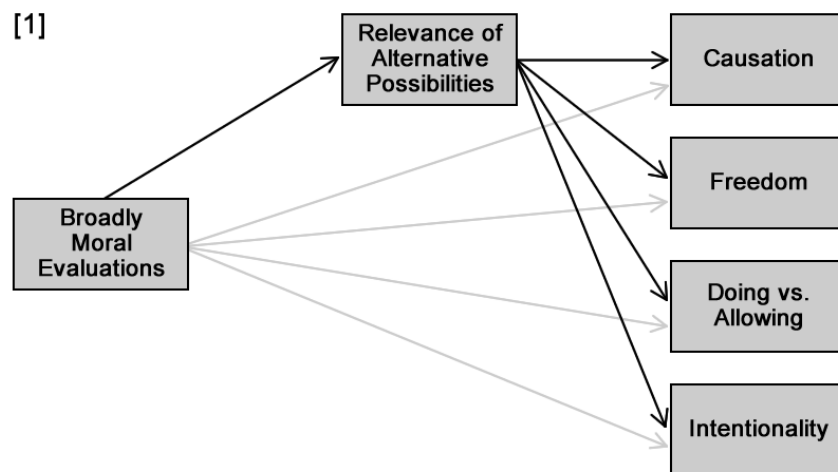 [1]
Relevance of
Alternative
Possibilities
Causation
Freedom
Broadly
Moral
Evaluations
Doing vs.
Allowing
Intentionality